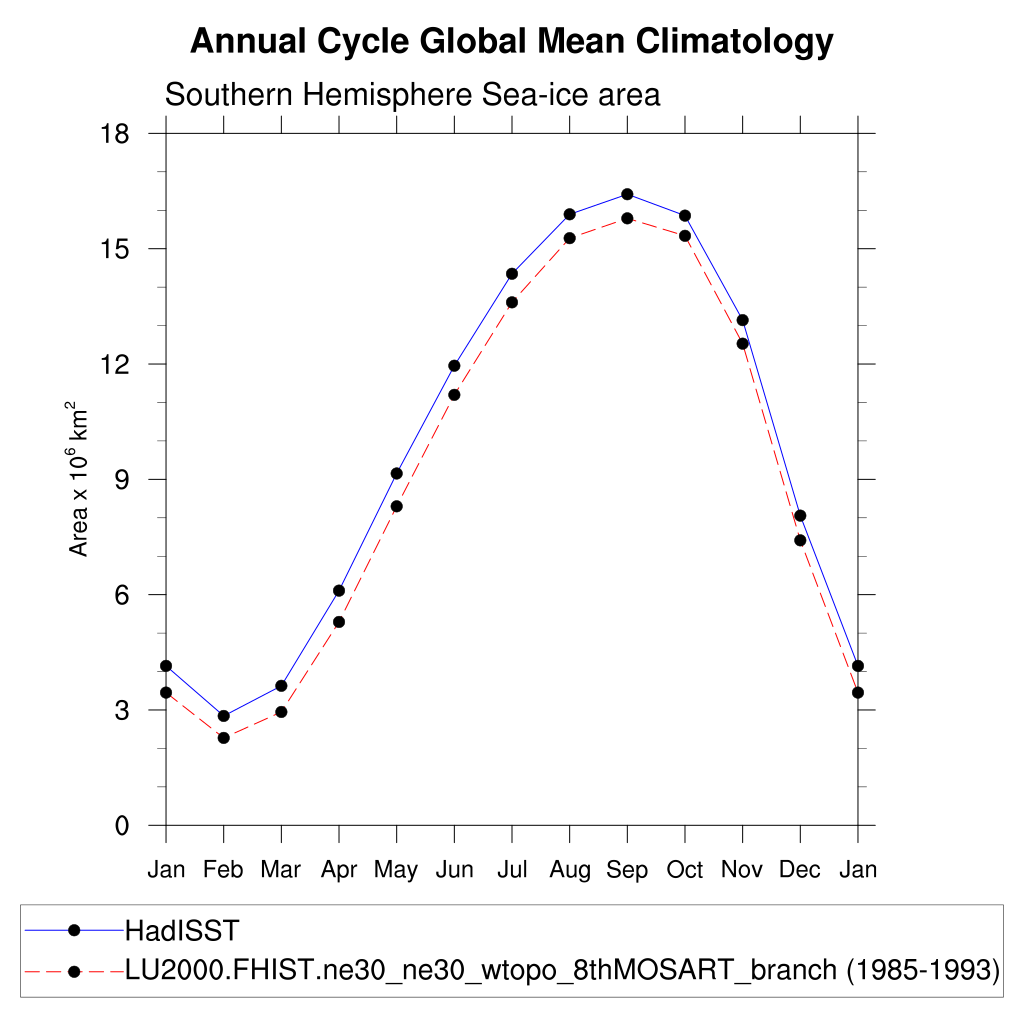 Annual Cycle Global Mean Climatology
Southern Hemisphere Sea-ice area
18
15
12
9
6
3
0
Area x 10⁶ km²
Jan Feb Mar Apr May Jun Jul Aug Sep Oct Nov Dec Jan
HadISST
LU2000.FHIST.ne30_ne30_wtopo_8thMOSART_branch (1985-1993)